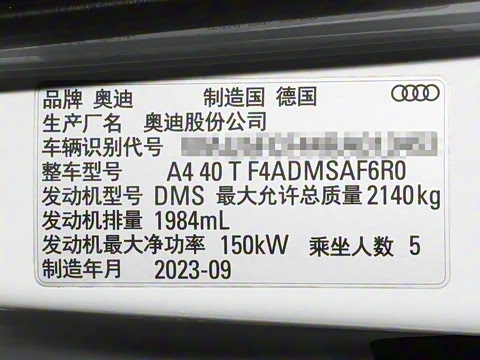 品牌 奥迪 制造国 德国
生产厂名 奥迪股份公司
车辆识别代号
整车型号 A4 40 T F4ADMSAF6R0
发动机型号 DMS 最大允许总质量 2140kg
发动机排量 1984mL
发动机最大净功率 150kW 乘坐人数 5
制造年月 2023-09